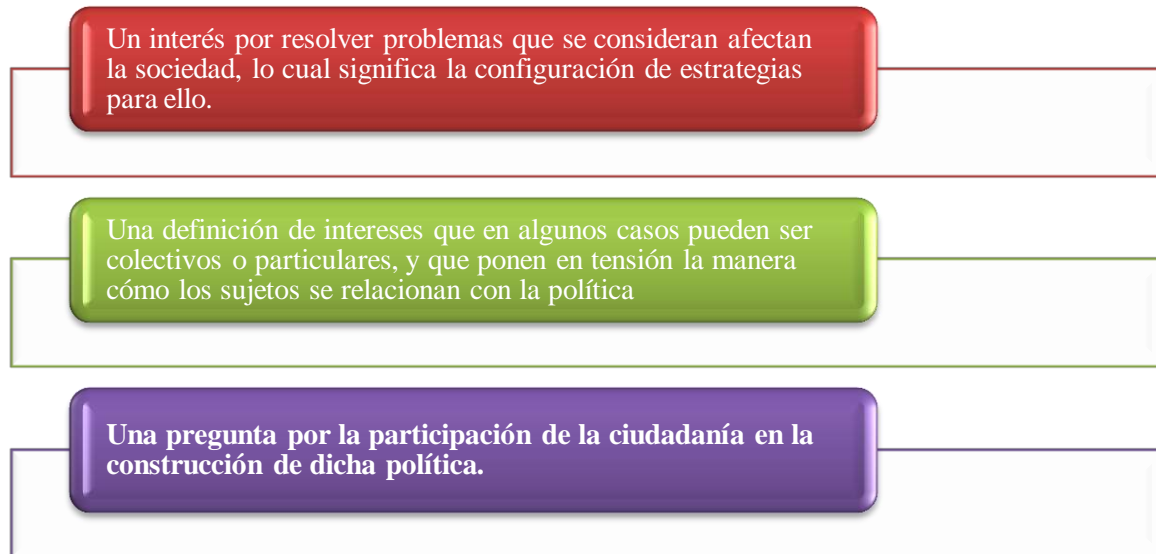 Un interés por resolver problemas que se consideran afectan
la sociedad, lo cual significa la configuración de estrategias
para ello.
Una definición de intereses que en algunos casos pueden ser
colectivos o particulares, y que ponen en tensión la manera
cómo los sujetos se relacionan con la política
Una pregunta por la participación de la ciudadanía en la
construcción de dicha política.